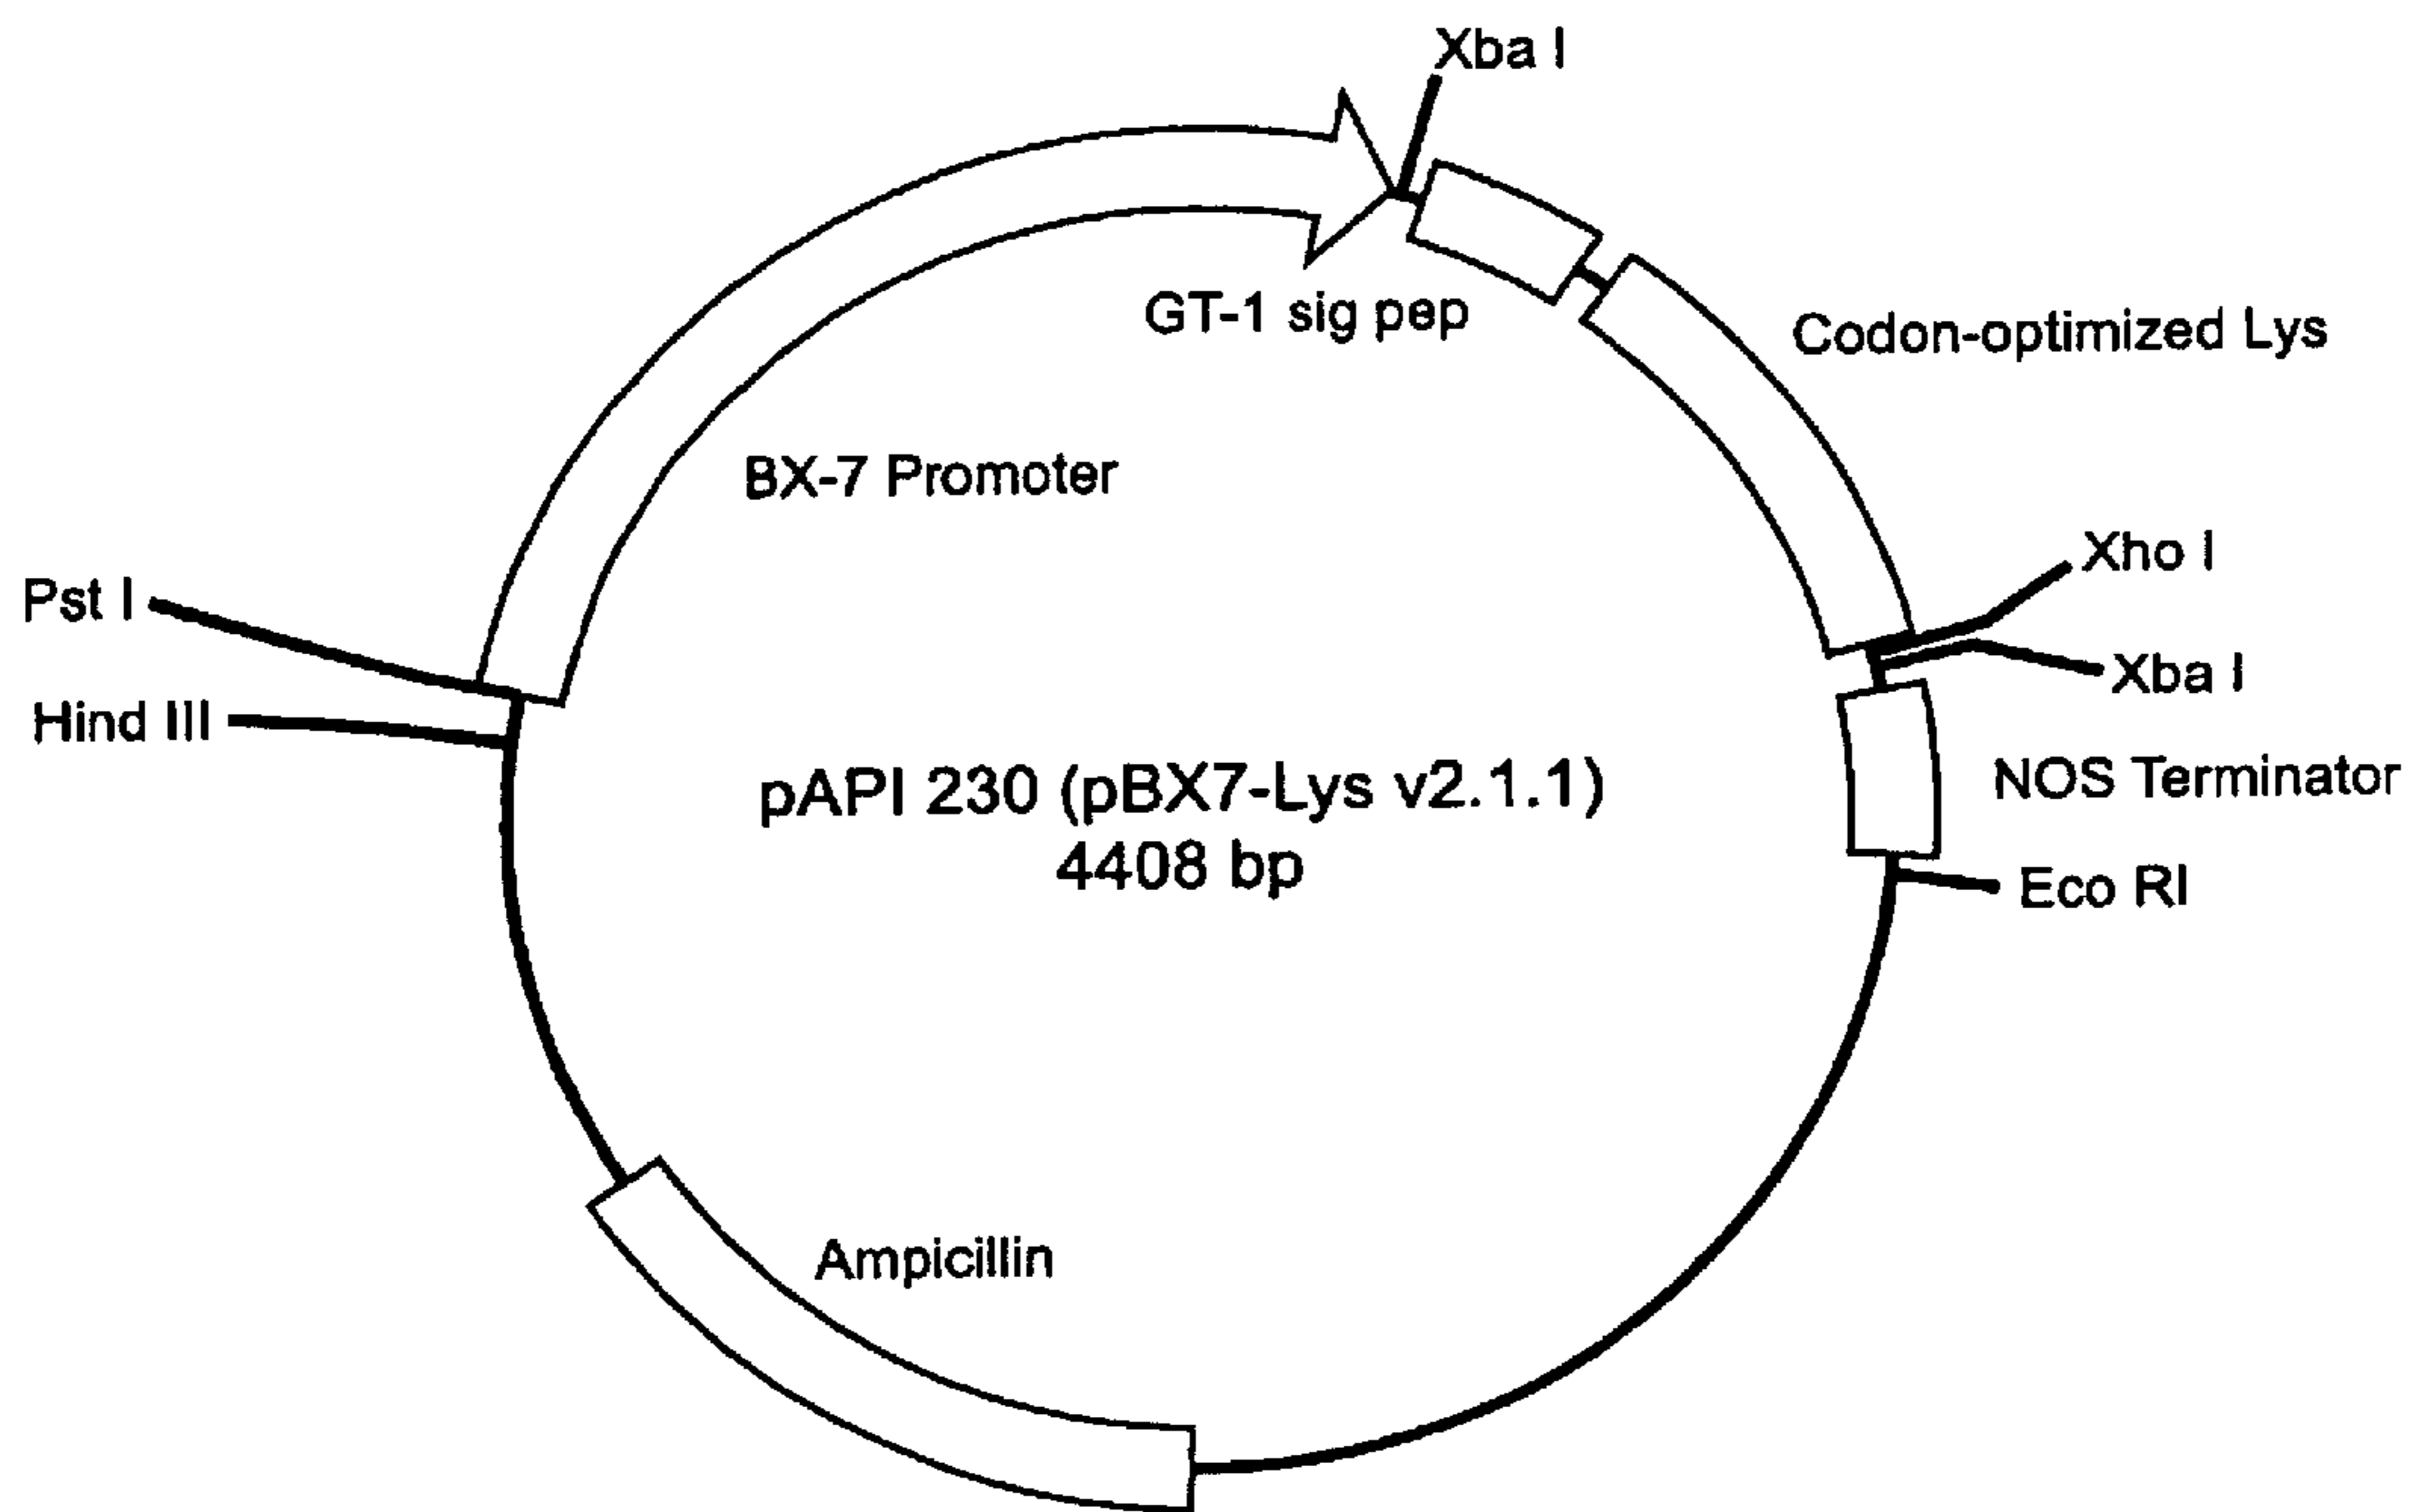 Xba I
GT-1 sig pep
Codon-optimized Lys
BX-7 Promoter
Xho I
Pst I
Xba I
Hind III
NOS Terminator
pAPI 230 (pBX7-Lys v2.1.1)
4408 bp
Eco RI
Ampicillin